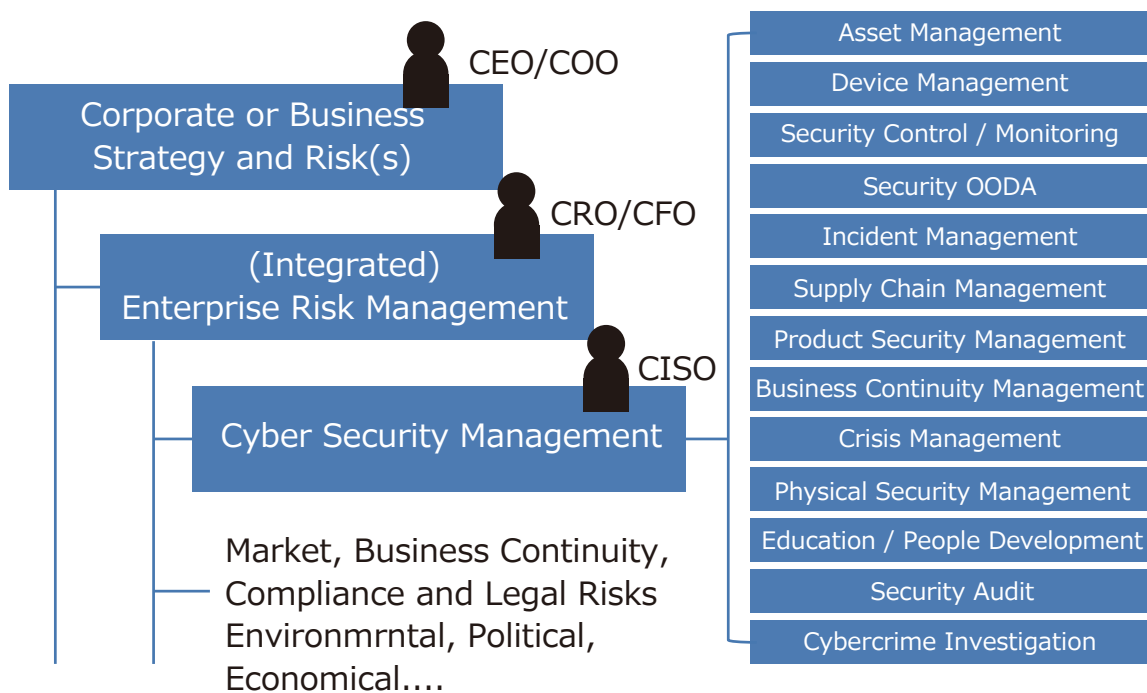 CEO/COO
Corporate or Business
Strategy and Risk(s)
CRO/CFO
(Integrated)
Enterprise Risk Management
CISO
Cyber Security Management
Market, Business Continuity,
Compliance and Legal Risks
Environmrntal, Political,
Economical....
Asset Management
Device Management
Security Control / Monitoring
Security OODA
Incident Management
Supply Chain Management
Product Security Management
Business Continuity Management
Crisis Management
Physical Security Management
Education / People Development
Security Audit
Cybercrime Investigation